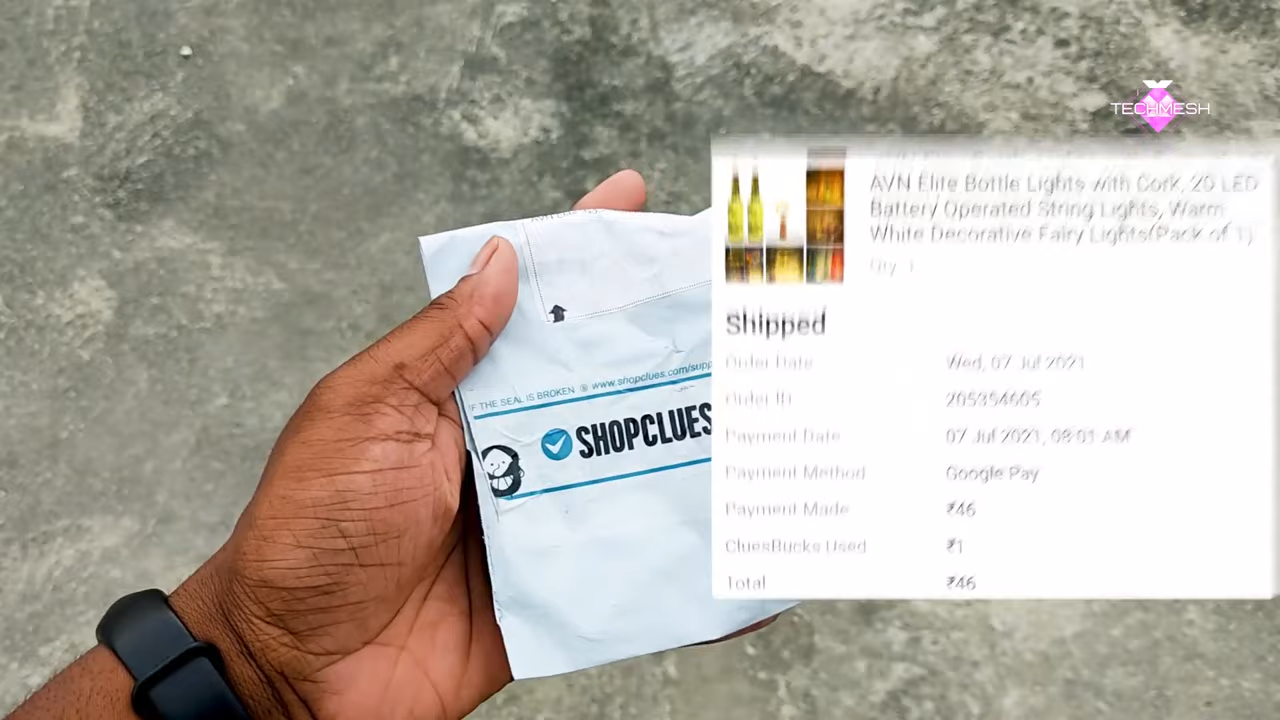 TECHMESH
AVN Elite Bottle Lights with Cork, 20 LED
Battery Operated String Lights, Warm
White Decorative Fairy Lights(Pack of 1)
Qty 1
Shipped
Order Date Wed, 07 Jul 2021
Order ID 205354605
Payment Date 07 Jul 2021, 08:01 AM
Payment Method Google Pay
Payment Made ₹46
CluesBucks Used ₹1
Total ₹46
IF THE SEAL IS BROKEN @ www.shopclues.com/supp
SHOPCLUES